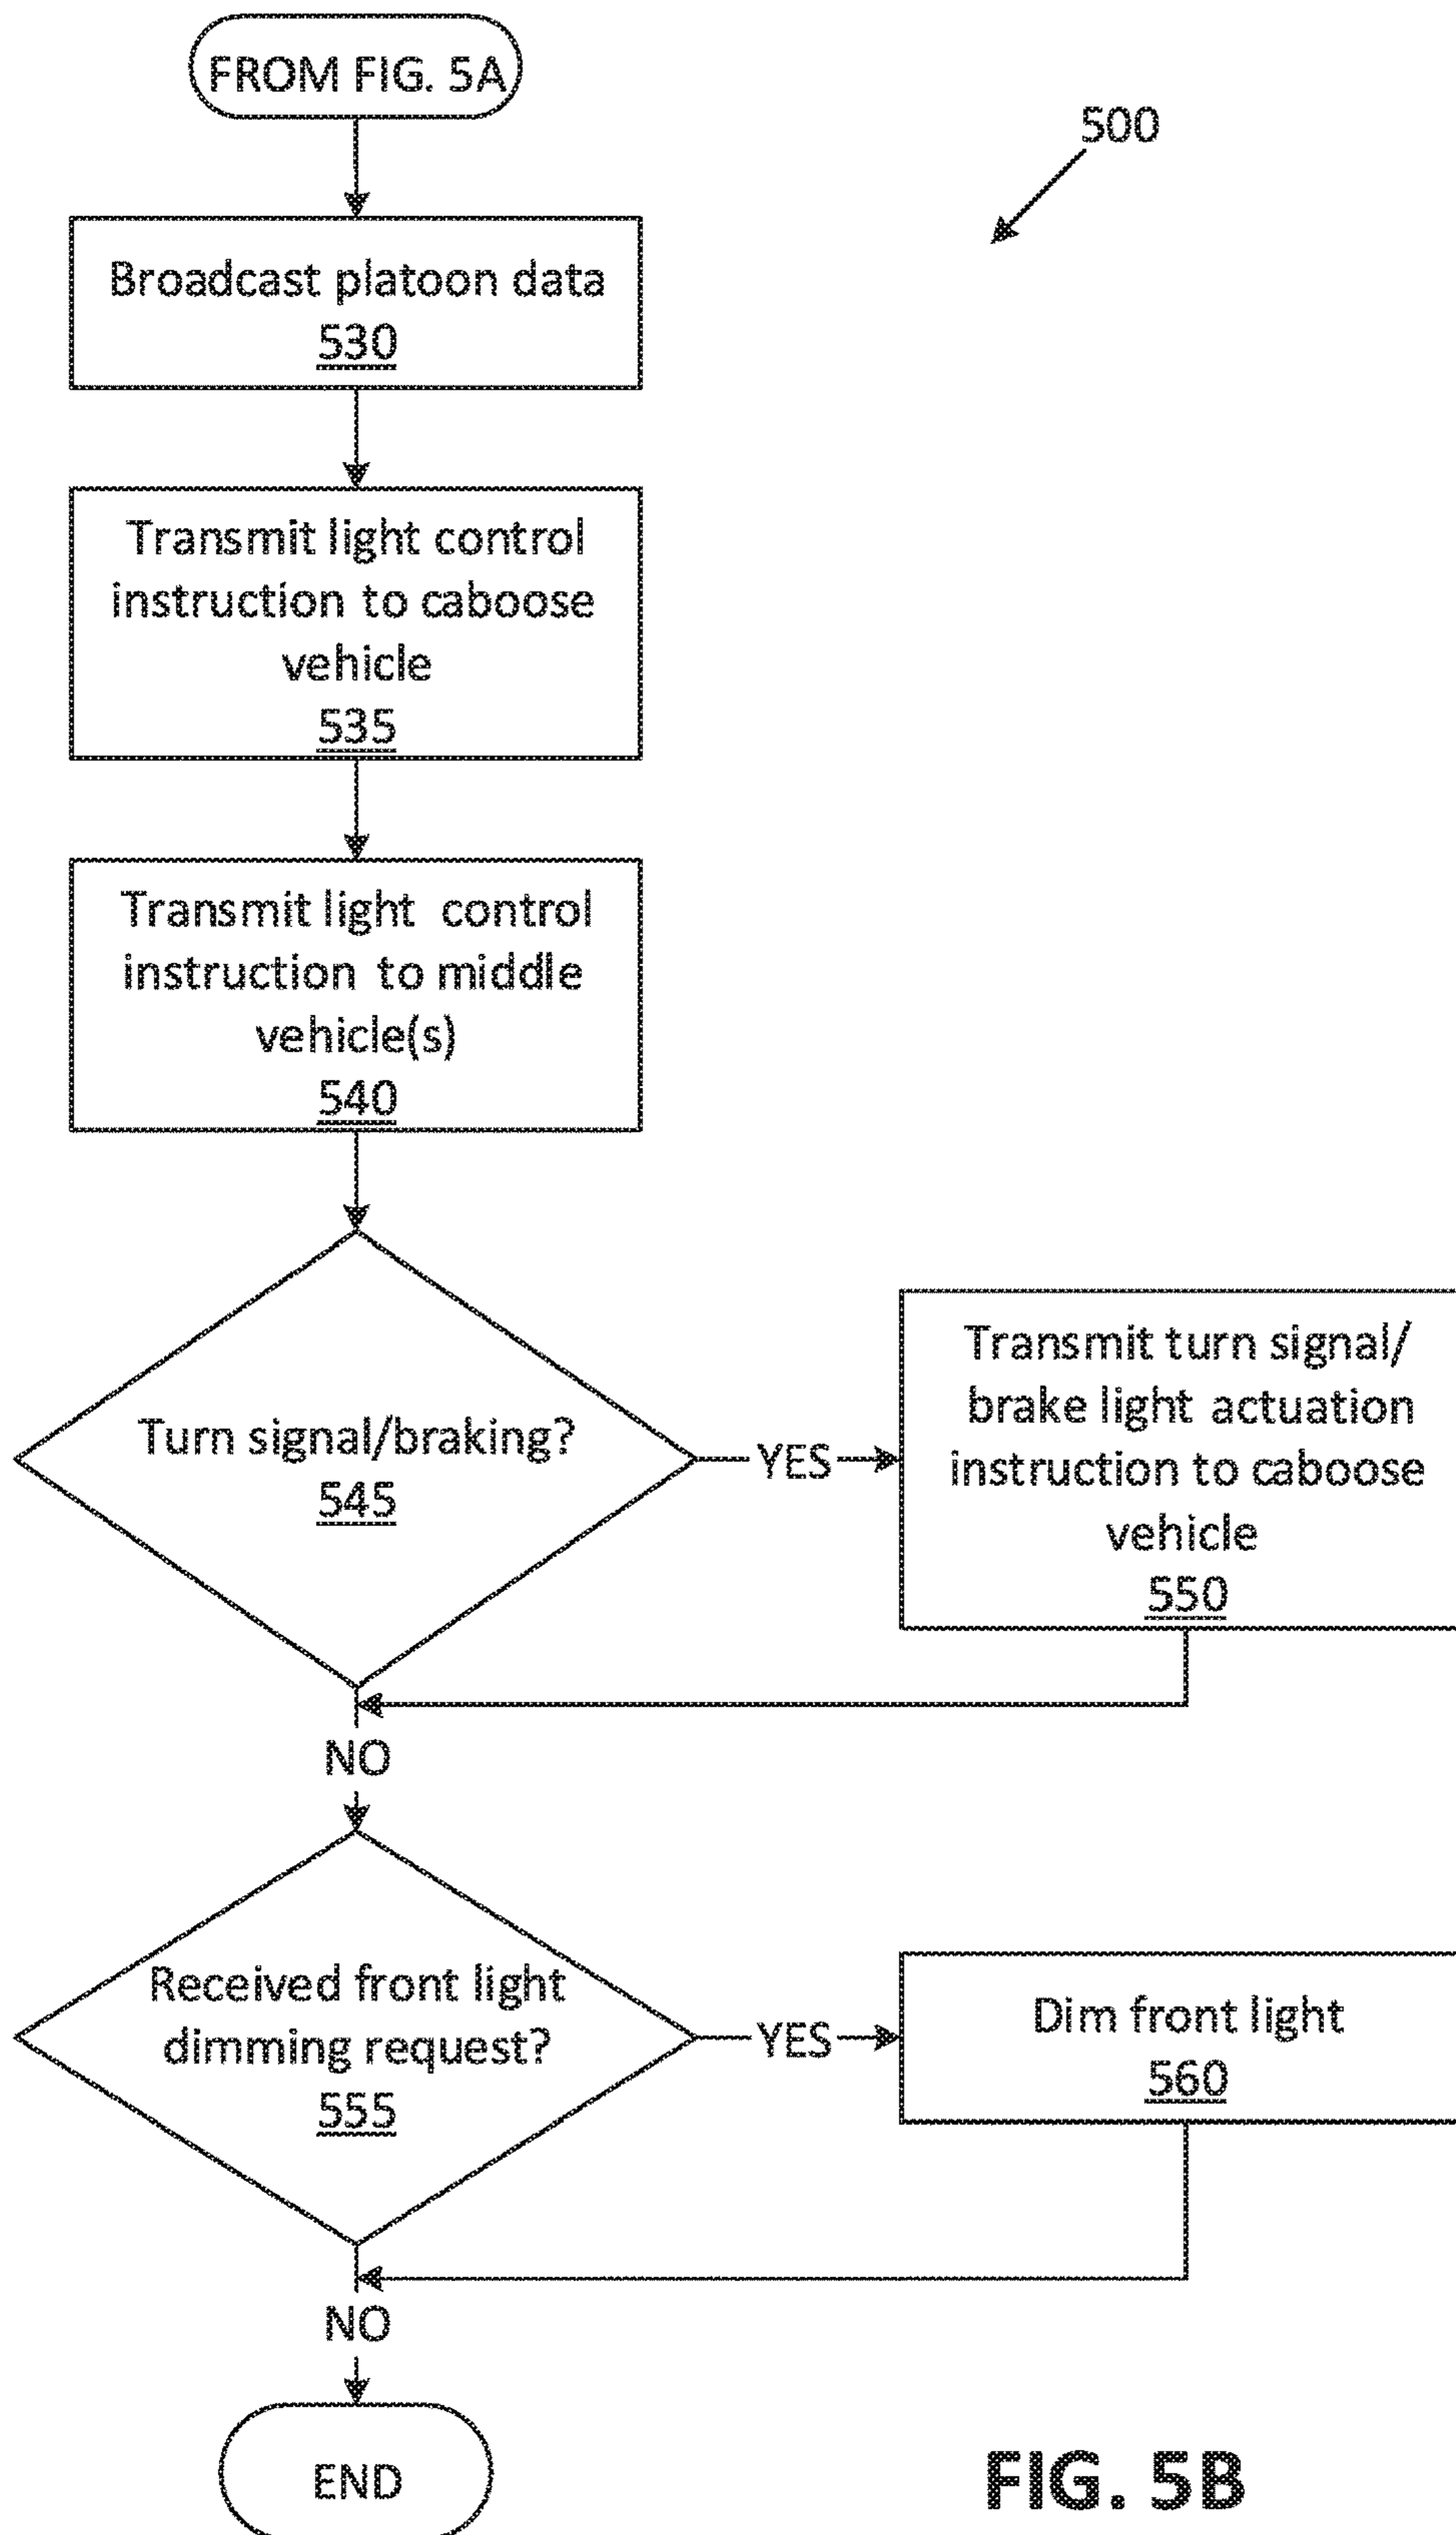 FROM FIG. 5A
500
Broadcast platoon data
530
Transmit light control
instruction to caboose
vehicle
535
Transmit light control
instruction to middle
vehicle(s)
540
Turn signal/braking?
545
YES
Transmit turn signal/
brake light actuation
instruction to caboose
vehicle
550
NO
Received front light
dimming request?
555
YES
Dim front light
560
NO
END
FIG. 5B